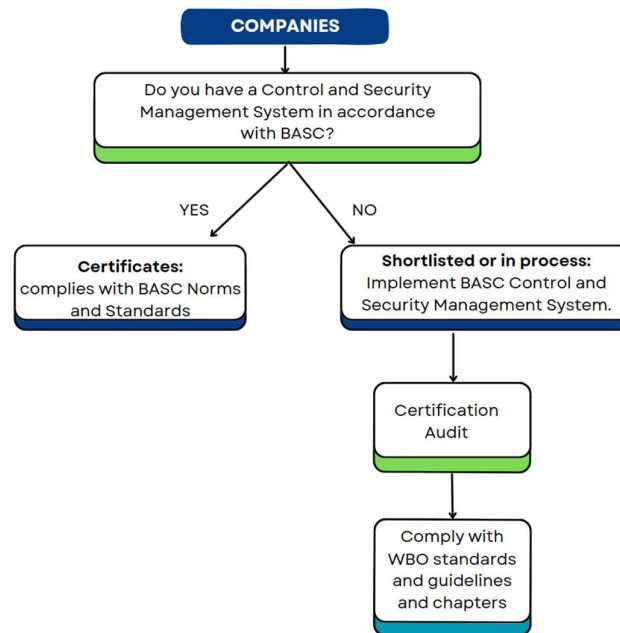 COMPANIES
Do you have a Control and Security
Management System in accordance
with BASC?
YES
NO
Certificates:
complies with BASC Norms
and Standards
Shortlisted or in process:
Implement BASC Control and
Security Management System.
Certification
Audit
Comply with
WBO standards
and guidelines
and chapters